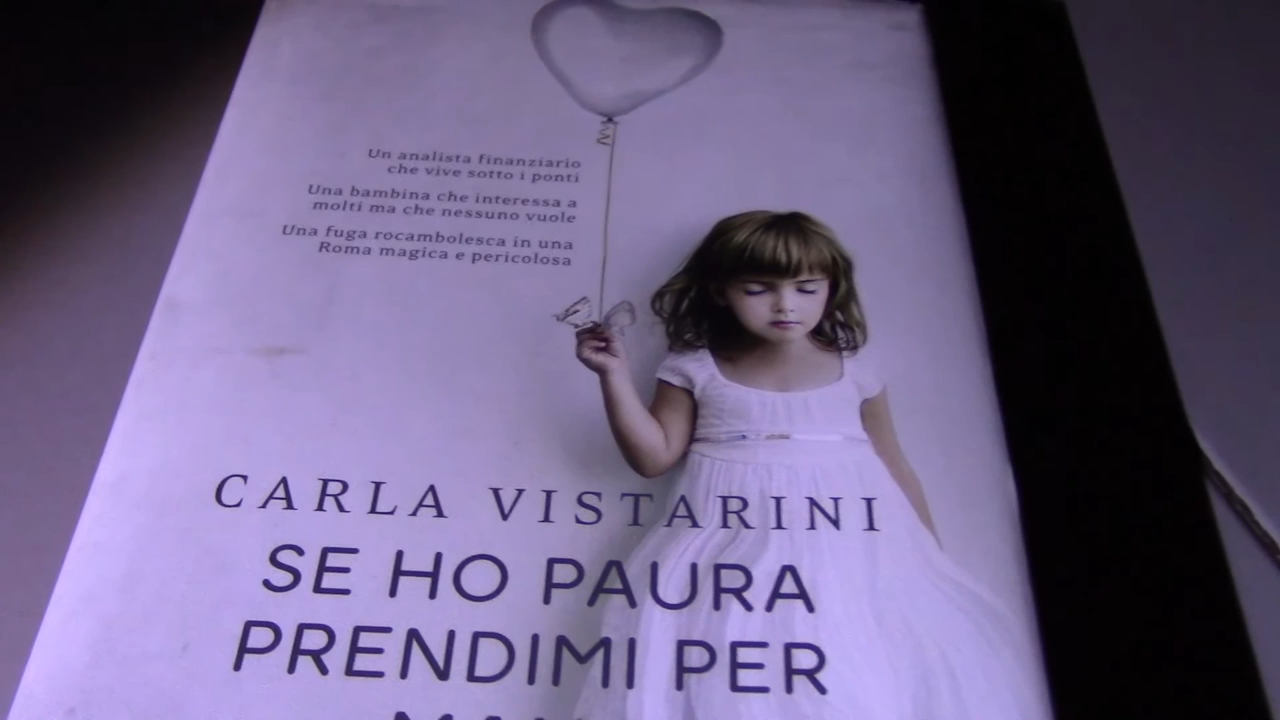 Un analista finanziario
che vive sotto i ponti
Una bambina che interessa a
molti ma che nessuno vuole
Una fuga rocambolesca in una
Roma magica e pericolosa
CARLA VISTARINI
SE HO PAURA
PRENDIMI PER